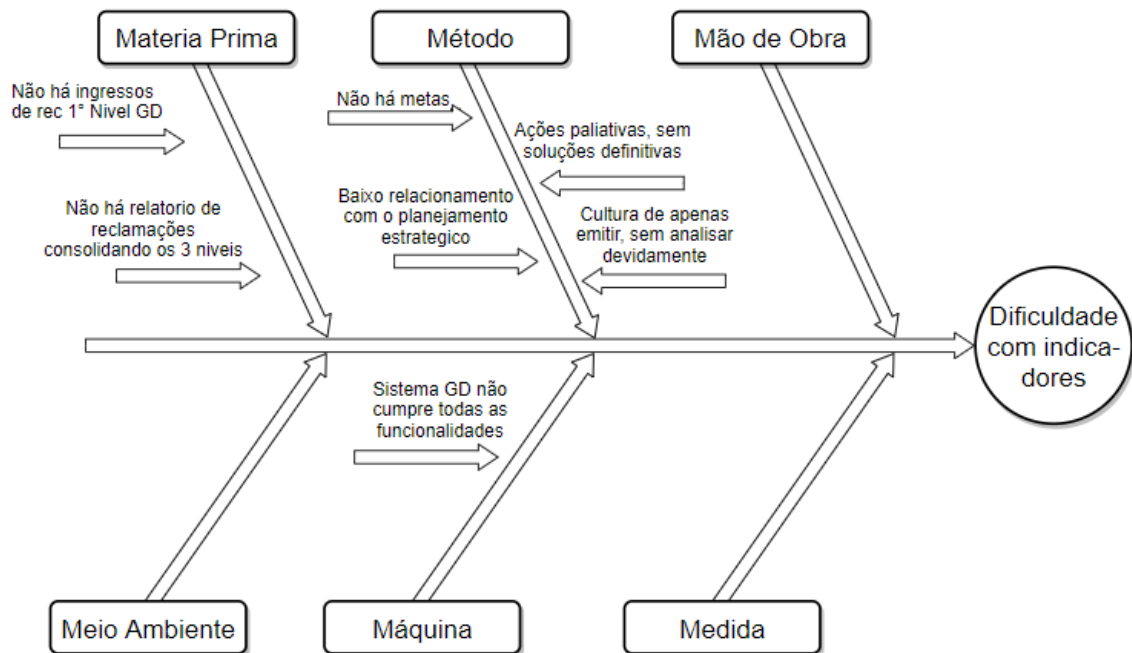 Materia Prima
Método
Mão de Obra
Não há ingressos
de rec 1° Nivel GD
Não há relatorio de
reclamações
consolidando os 3 niveis
Não há metas
Ações paliativas, sem
soluções definitivas
Baixo relacionamento
com o planejamento
estrategico
Cultura de apenas
emitir, sem analisar
devidamente
Dificuldade
com indica-
dores
Sistema GD não
cumpre todas as
funcionalidades
Meio Ambiente
Máquina
Medida